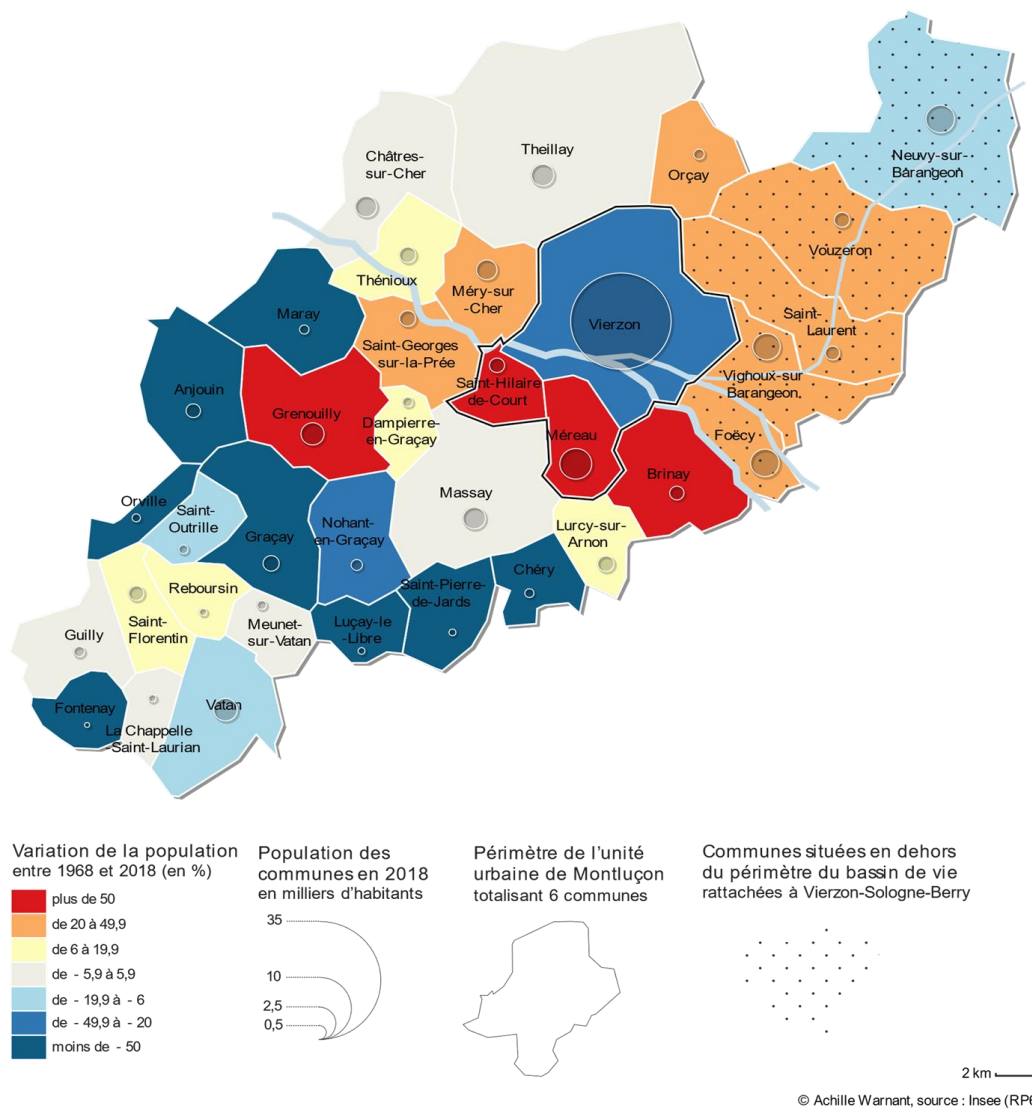 Châtres-
sur-Cher
Theillay
Orçay
Neuvy-sur-
Barangeon
Vouzeron
Thénioux
Méry-sur
-Cher
Maray
Vierzon
Saint-
Laurent
Saint-Georges
sur-la-Prée
Saint-Hilaire
de-Court
Vignoux-sur
Barangeon
Anjouin
Grenouilly
Dampierre-
en-Graçay
Méreau
Foëcy
Brinay
Massay
Orville
Saint-
Outrille
Graçay
Nohant-
en-Graçay
Lurcy-sur-
Arnon
Chéry
Saint-Pierre-
de-Jards
Reboursin
Saint-
Florentin
Meunet-
sur-Vatan
Luçay-le
-Libre
Guilly
Fontenay
Vatan
La Chappelle
-Saint-Laurian
Variation de la population
entre 1968 et 2018 (en %)
plus de 50
de 20 à 49,9
de 6 à 19,9
de - 5,9 à 5,9
de - 19,9 à - 6
de - 49,9 à - 20
moins de - 50
Population des
communes en 2018
en milliers d’habitants
35
10
2,5
0,5
Périmètre de l’unité
urbaine de Montluçon
totalisant 6 communes
Communes situées en dehors
du périmètre du bassin de vie
rattachées à Vierzon-Sologne-Berry
2 km
© Achille Warnant, source : Insee (RP